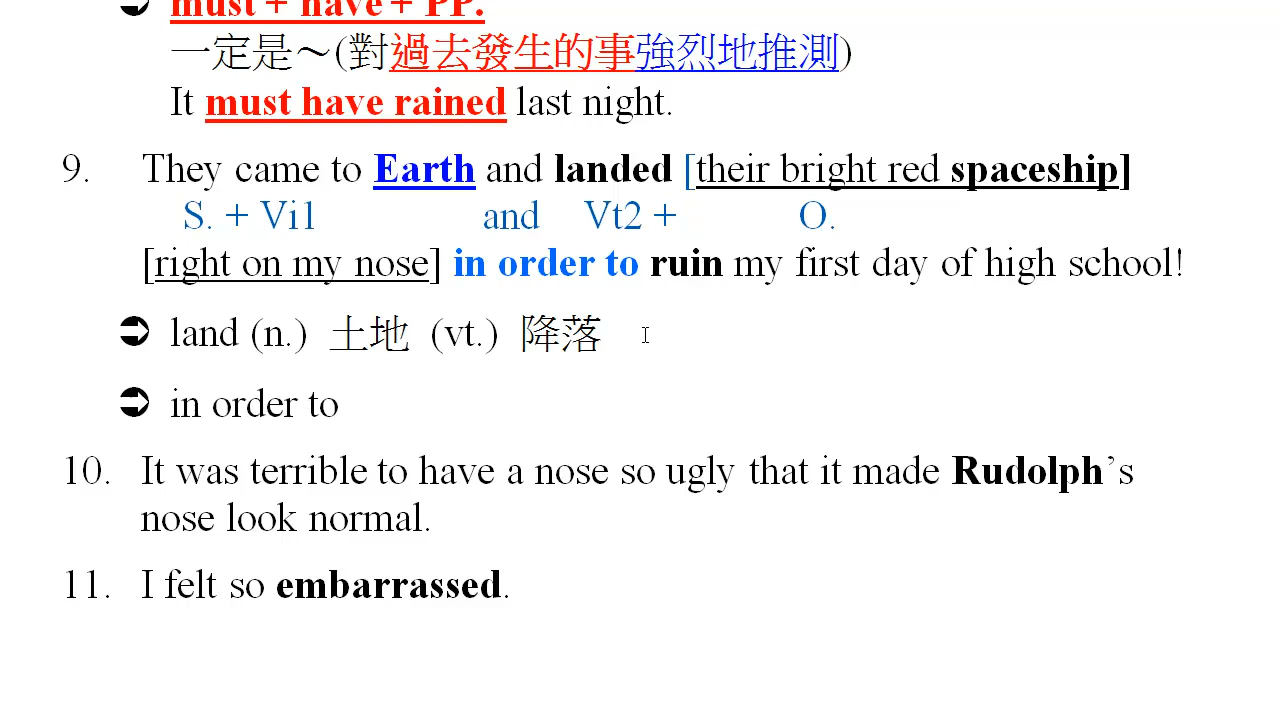 ➲ must + have + PP.
一定是～(對過去發生的事強烈地推測)
It must have rained last night.
9. They came to Earth and landed [their bright red spaceship]
S. + Vi1 and Vt2 + O.
[right on my nose] in order to ruin my first day of high school!
➲ land (n.) 土地 (vt.) 降落
➲ in order to
10. It was terrible to have a nose so ugly that it made Rudolph’s
nose look normal.
11. I felt so embarrassed.